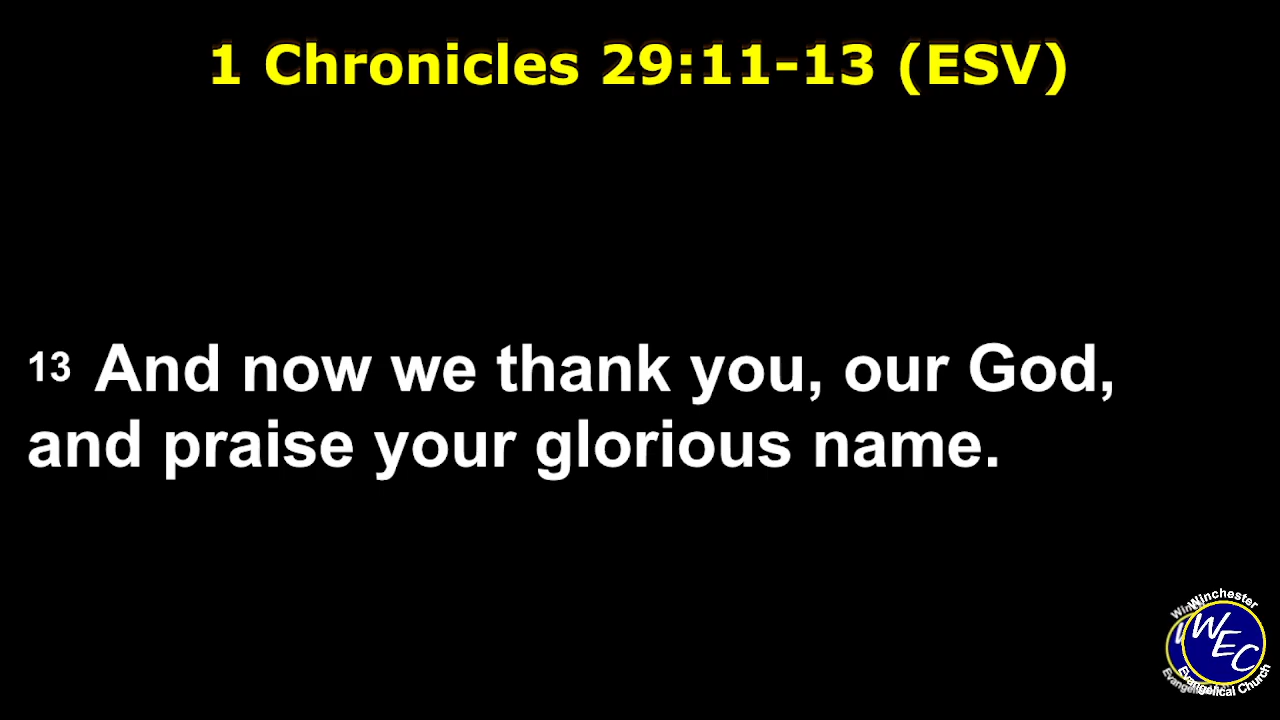 1 Chronicles 29:11-13 (ESV)
13 And now we thank you, our God,
and praise your glorious name.
Winchester
WEC
Evangelical Church